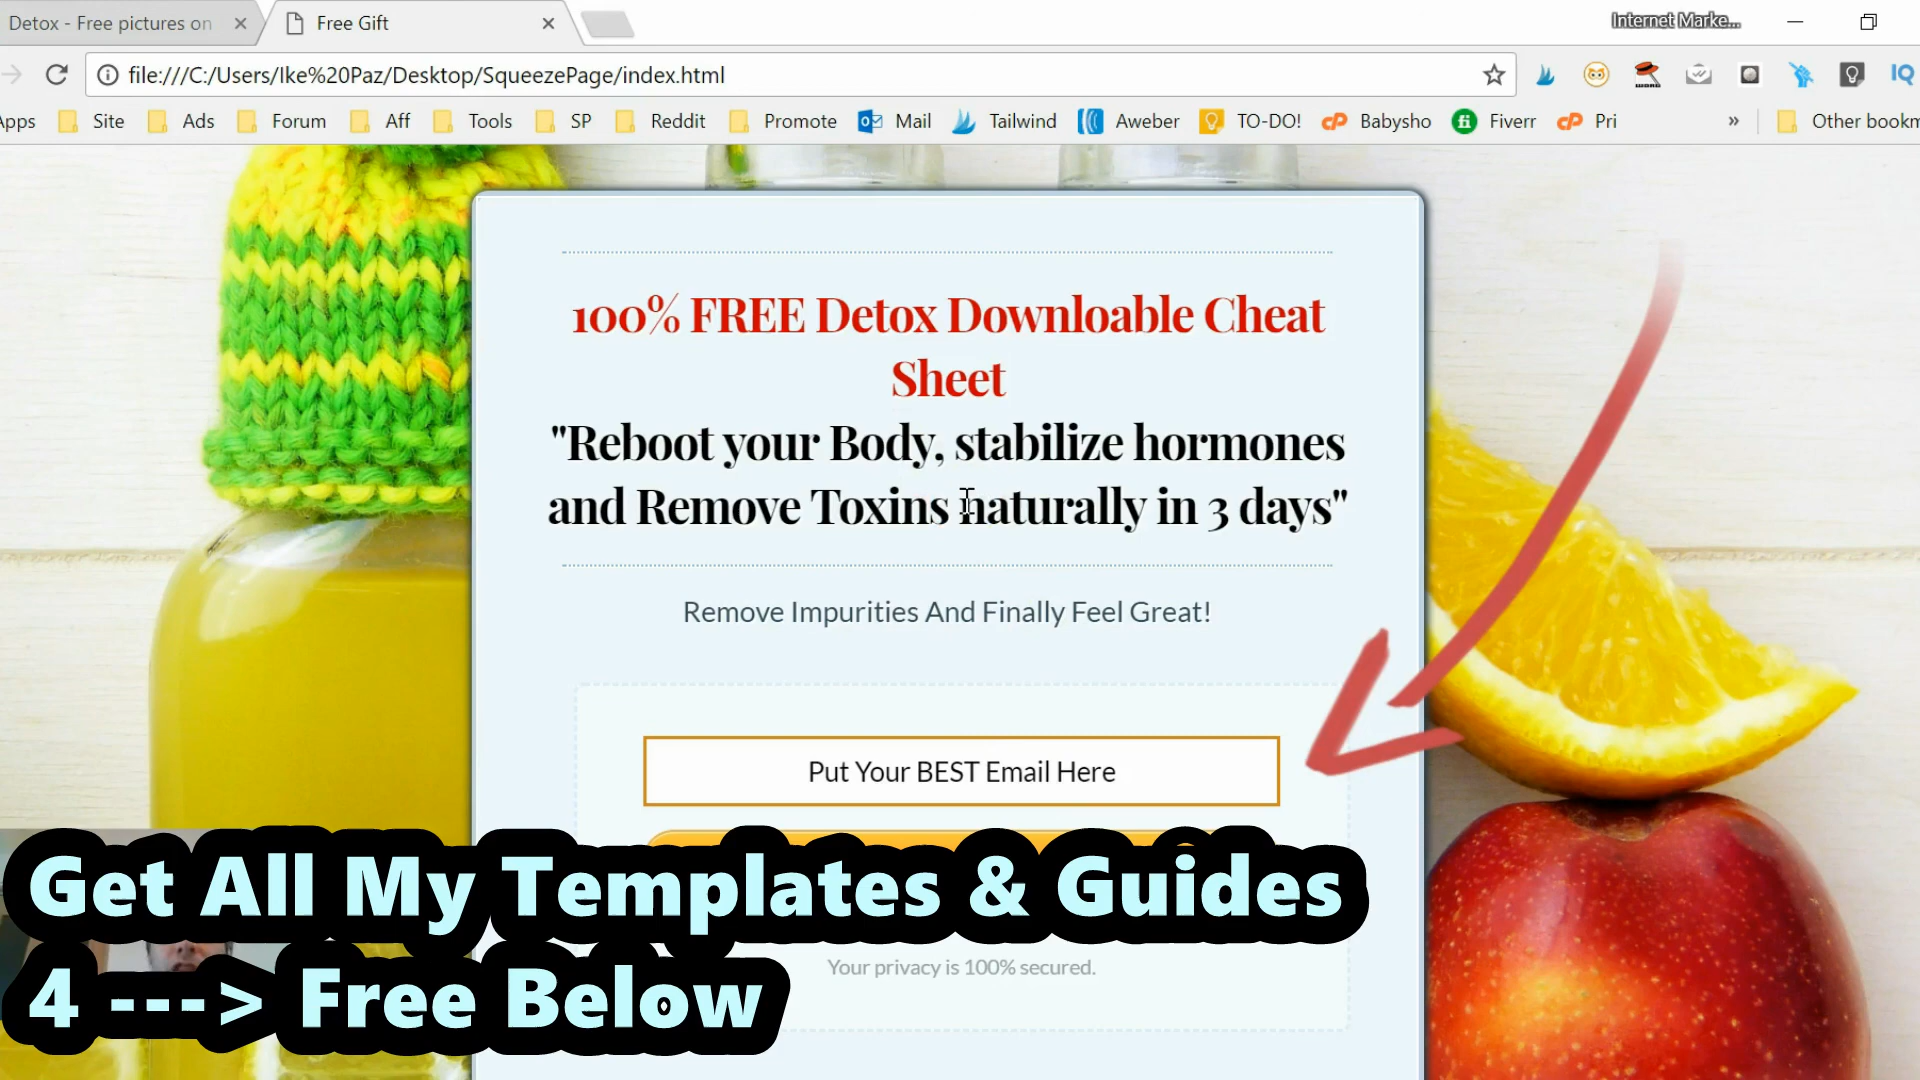 Detox - Free pictures on
Free Gift
Internet Marke...
file:///C:/Users/Ike%20Paz/Desktop/SqueezePage/index.html
IQ
Apps Site Ads Forum Aff Tools SP Reddit Promote Mail Tailwind Aweber TO-DO! Babysho Fiverr Pri » Other bookm
100% FREE Detox Downloable Cheat
Sheet
"Reboot your Body, stabilize hormones
and Remove Toxins naturally in 3 days"
Remove Impurities And Finally Feel Great!
Put Your BEST Email Here
Get All My Templates & Guides
4 ---> Free Below
Your privacy is 100% secured.